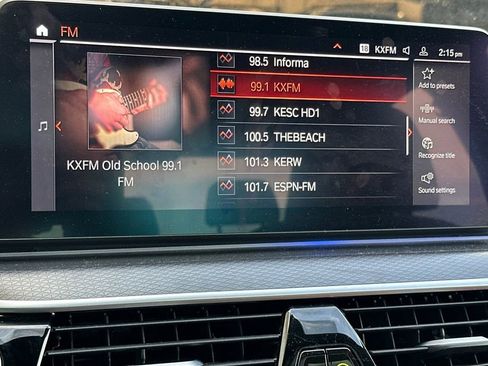 FM
18 KXFM 2:15 pm
98.5 Informa
99.1 KXFM
99.7 KESC HD1
100.5 THEBEACH
101.3 KERW
101.7 ESPN-FM
KXFM Old School 99.1
FM
Add to presets
Manual search
Recognize title
Sound settings